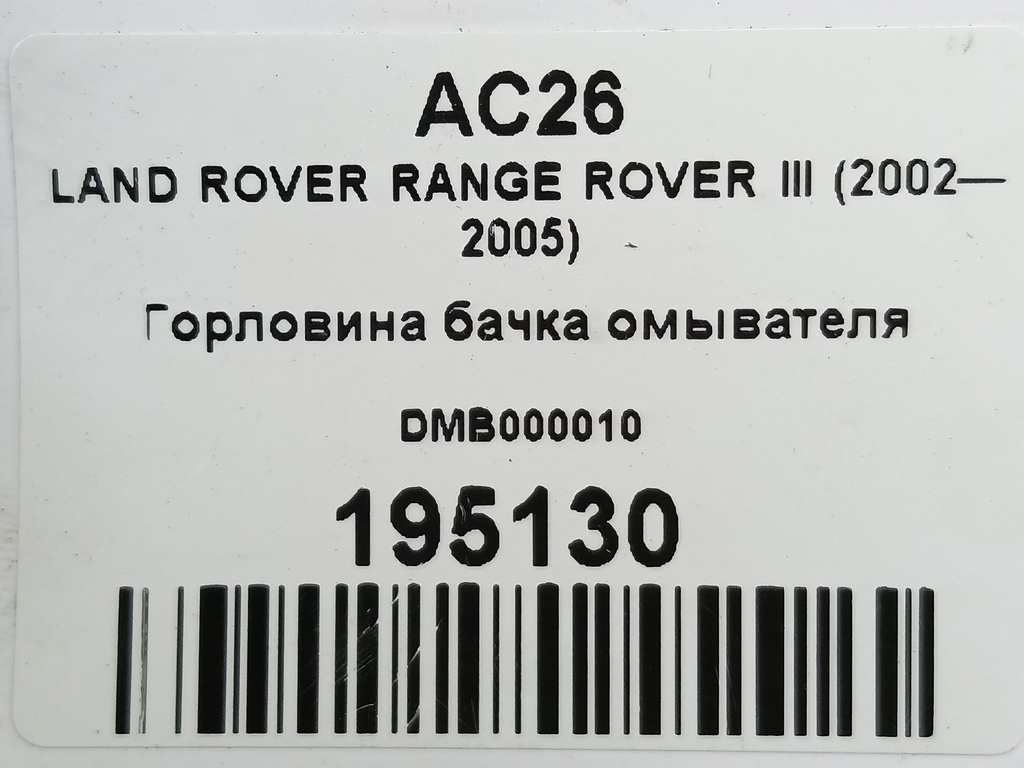 AC26
LAND ROVER RANGE ROVER III (2002—
2005)
Горловина бачка омывателя
DMB000010
195130